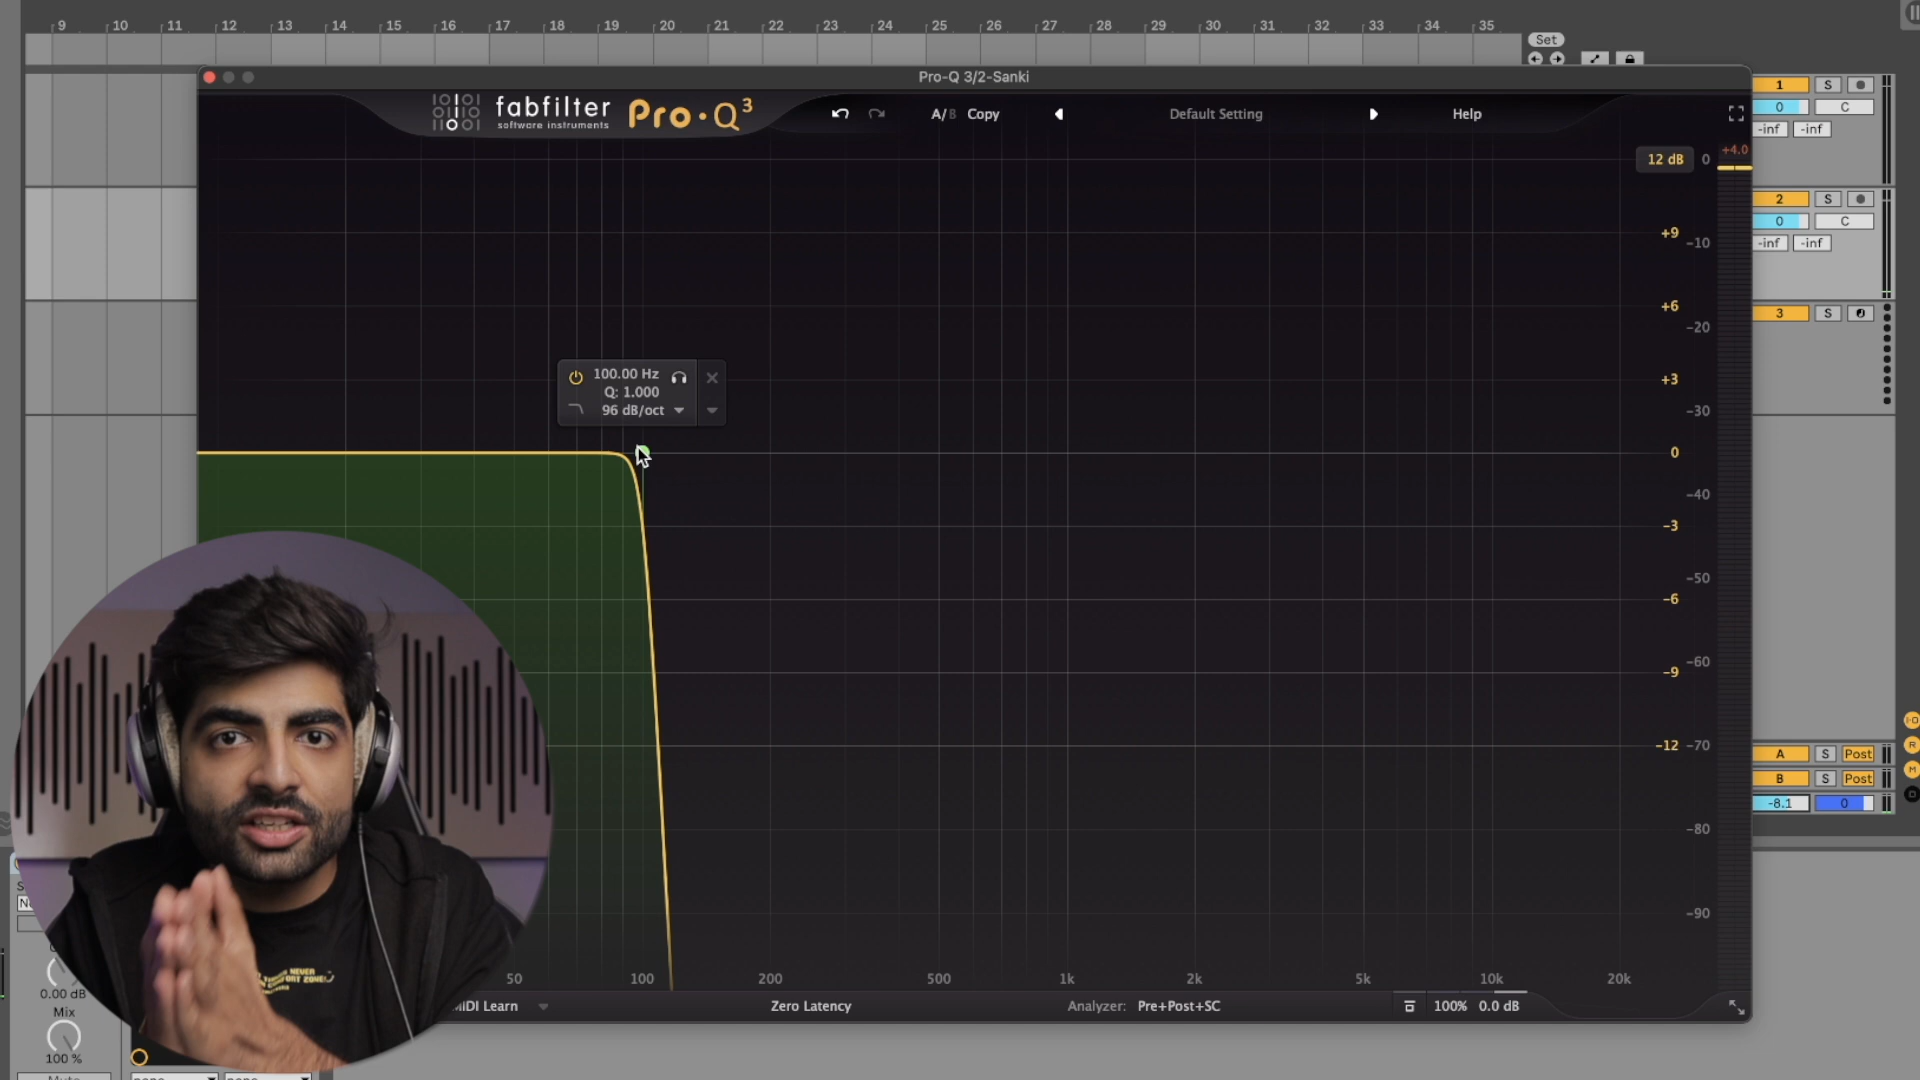 9 10 11 12 13 14 15 16 17 18 19 20 21 22 23 24 25 26 27 28 29 30 31 32 33 34 35
Set
Pro-Q 3/2-Sanki
fabfilter
software instruments
Pro·Q3
A/B Copy
Default Setting
Help
12 dB 0 +4.0
+9 -10
+6 -20
+3 -30
0
-40
-3
-50
-6
-60
-9
-12 -70
-80
-90
100.00 Hz
Q: 1.000
96 dB/oct
50 100 200 500 1k 2k 5k 10k 20k
MIDI Learn
Zero Latency
Analyzer: Pre+Post+SC
100% 0.0 dB
1 S
0 C
-inf -inf
2 S
0 C
-inf -inf
3 S
A S Post
B S Post
-8.1 0
R
M
0.00 dB
Mix
100 %
NEVER